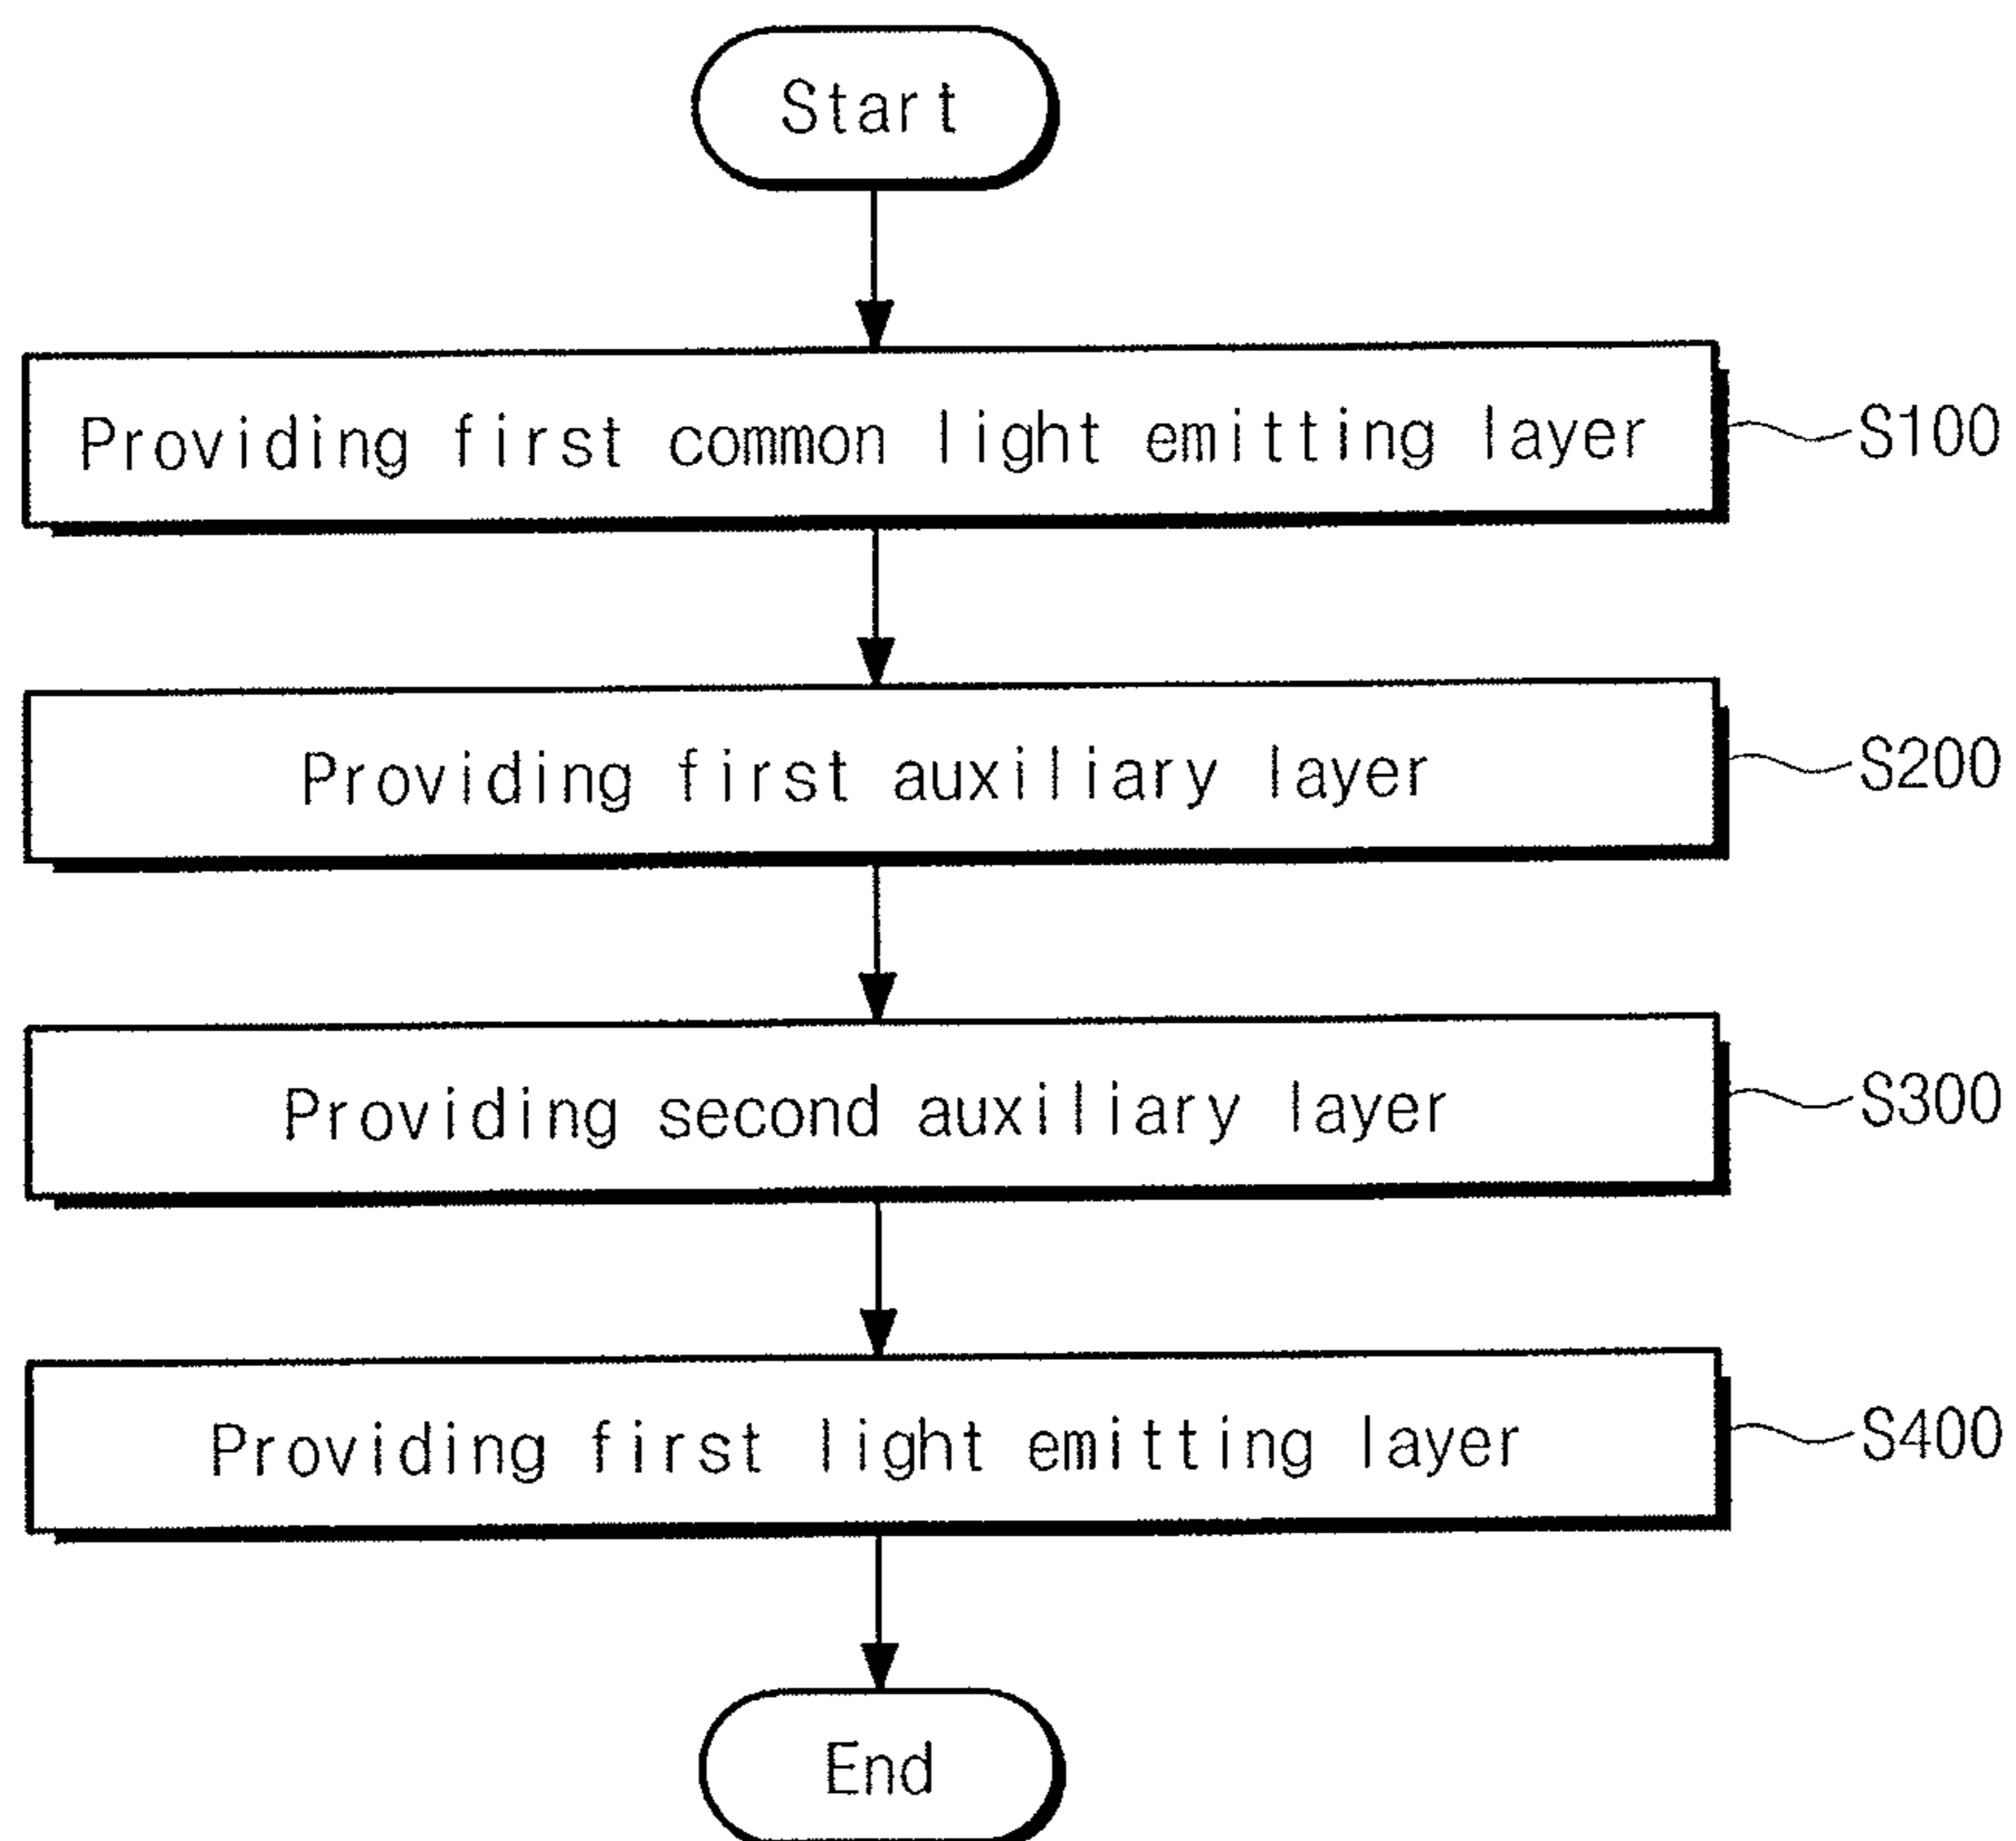 Start
Providing first common light emitting layer
S100
Providing first auxiliary layer
S200
Providing second auxiliary layer
S300
Providing first light emitting layer
S400
End